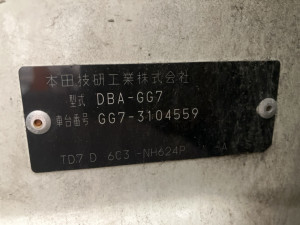 本田技研工業株式会社
型式 DBA-GG7
車台番号 GG7-3104559
TD7 D 6C3 -NH624P